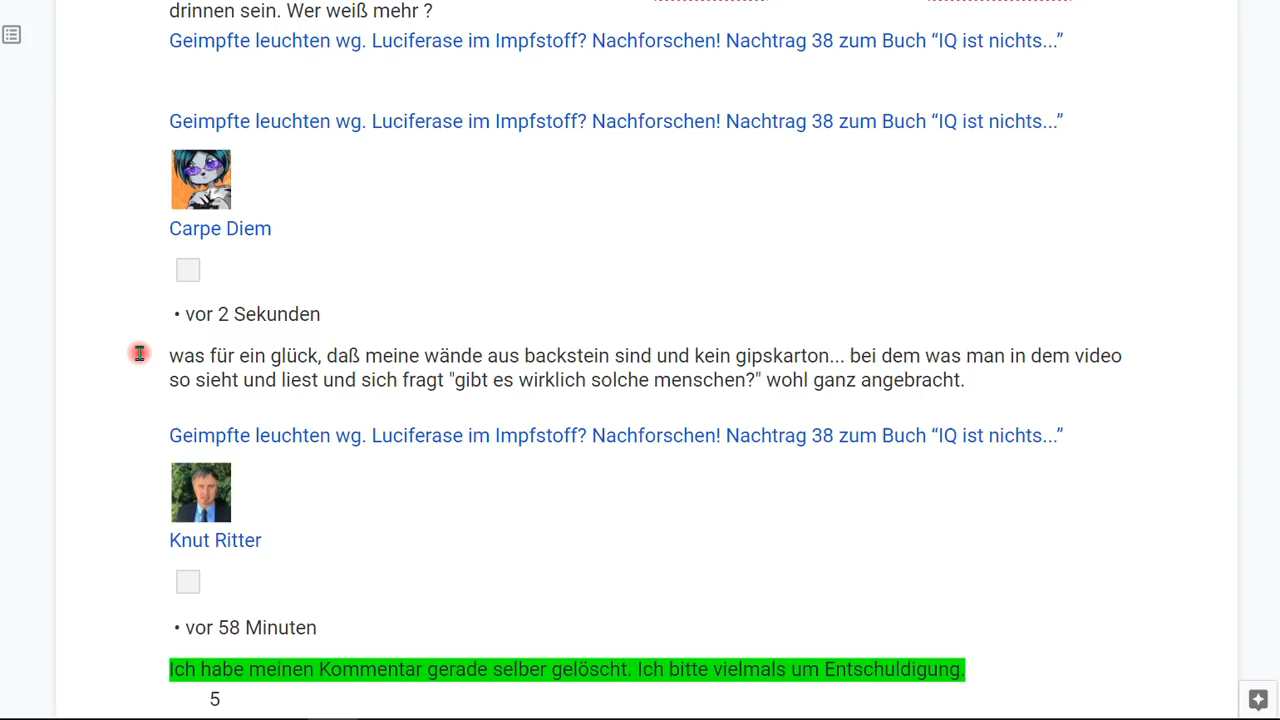 drinnen sein. Wer weiß mehr ?
Geimpfte leuchten wg. Luciferase im Impfstoff? Nachforschen! Nachtrag 38 zum Buch “IQ ist nichts...”
Geimpfte leuchten wg. Luciferase im Impfstoff? Nachforschen! Nachtrag 38 zum Buch “IQ ist nichts...”
Carpe Diem
• vor 2 Sekunden
was für ein glück, daß meine wände aus backstein sind und kein gipskarton... bei dem was man in dem video
so sieht und liest und sich fragt "gibt es wirklich solche menschen?" wohl ganz angebracht.
Geimpfte leuchten wg. Luciferase im Impfstoff? Nachforschen! Nachtrag 38 zum Buch “IQ ist nichts...”
Knut Ritter
• vor 58 Minuten
Ich habe meinen Kommentar gerade selber gelöscht. Ich bitte vielmals um Entschuldigung.
5